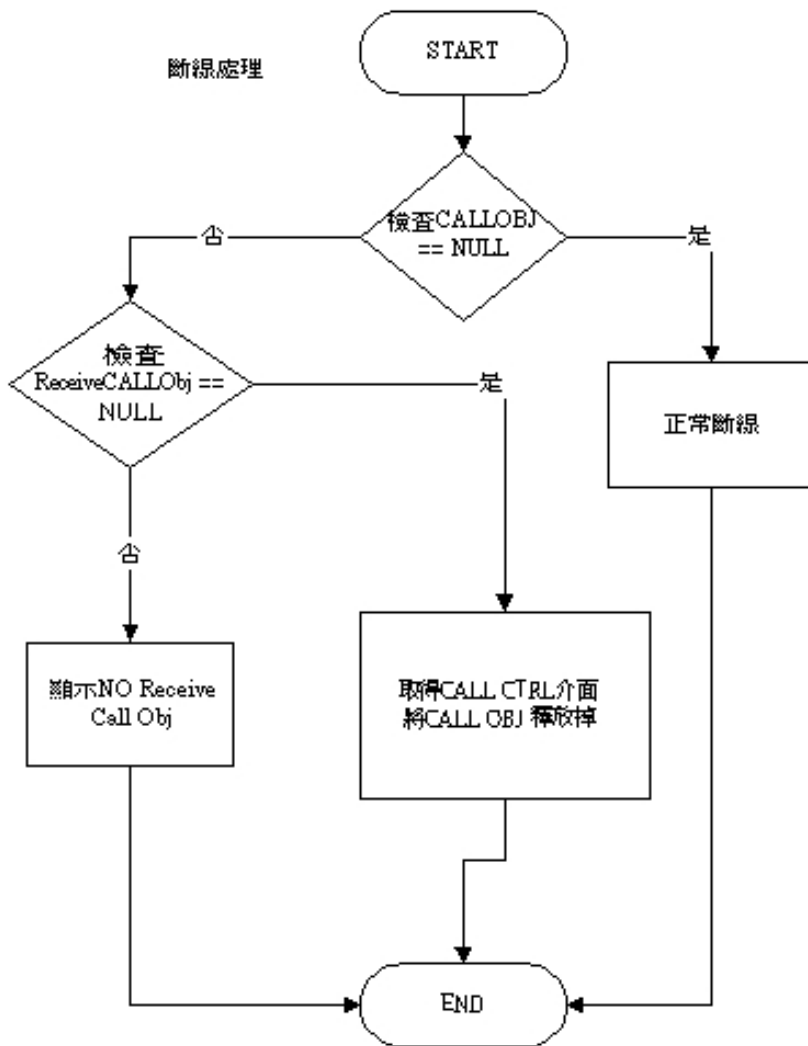 START
斷線處理
檢查CALLOBJ
== NULL
否
是
檢查
ReceiveCALLObj ==
NULL
是
正常斷線
否
顯示NO Receive
Call Obj
取得CALL CTRL介面
將CALL OBJ 釋放掉
END